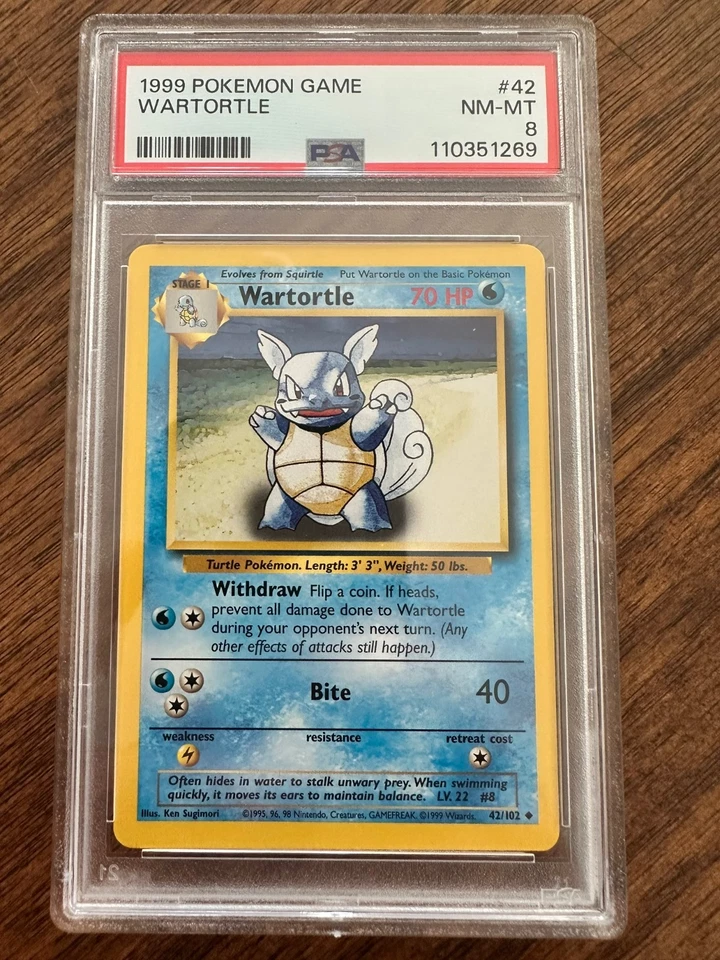 1999 POKEMON GAME #42
WARTORTLE NM-MT
8
PSA 110351269
Evolves from Squirtle Put Wartortle on the Basic Pokémon
STAGE 1
Wartortle 70 HP
Turtle Pokémon. Length: 3' 3", Weight: 50 lbs.
Withdraw Flip a coin. If heads,
prevent all damage done to Wartortle
during your opponent's next turn. (Any
other effects of attacks still happen.)
Bite 40
weakness resistance retreat cost
Often hides in water to stalk unwary prey. When swimming
quickly, it moves its ears to maintain balance. LV. 22 #8
Illus. Ken Sugimori ©1995, 96, 98 Nintendo, Creatures, GAMEFREAK. ©1999 Wizards. 42/102